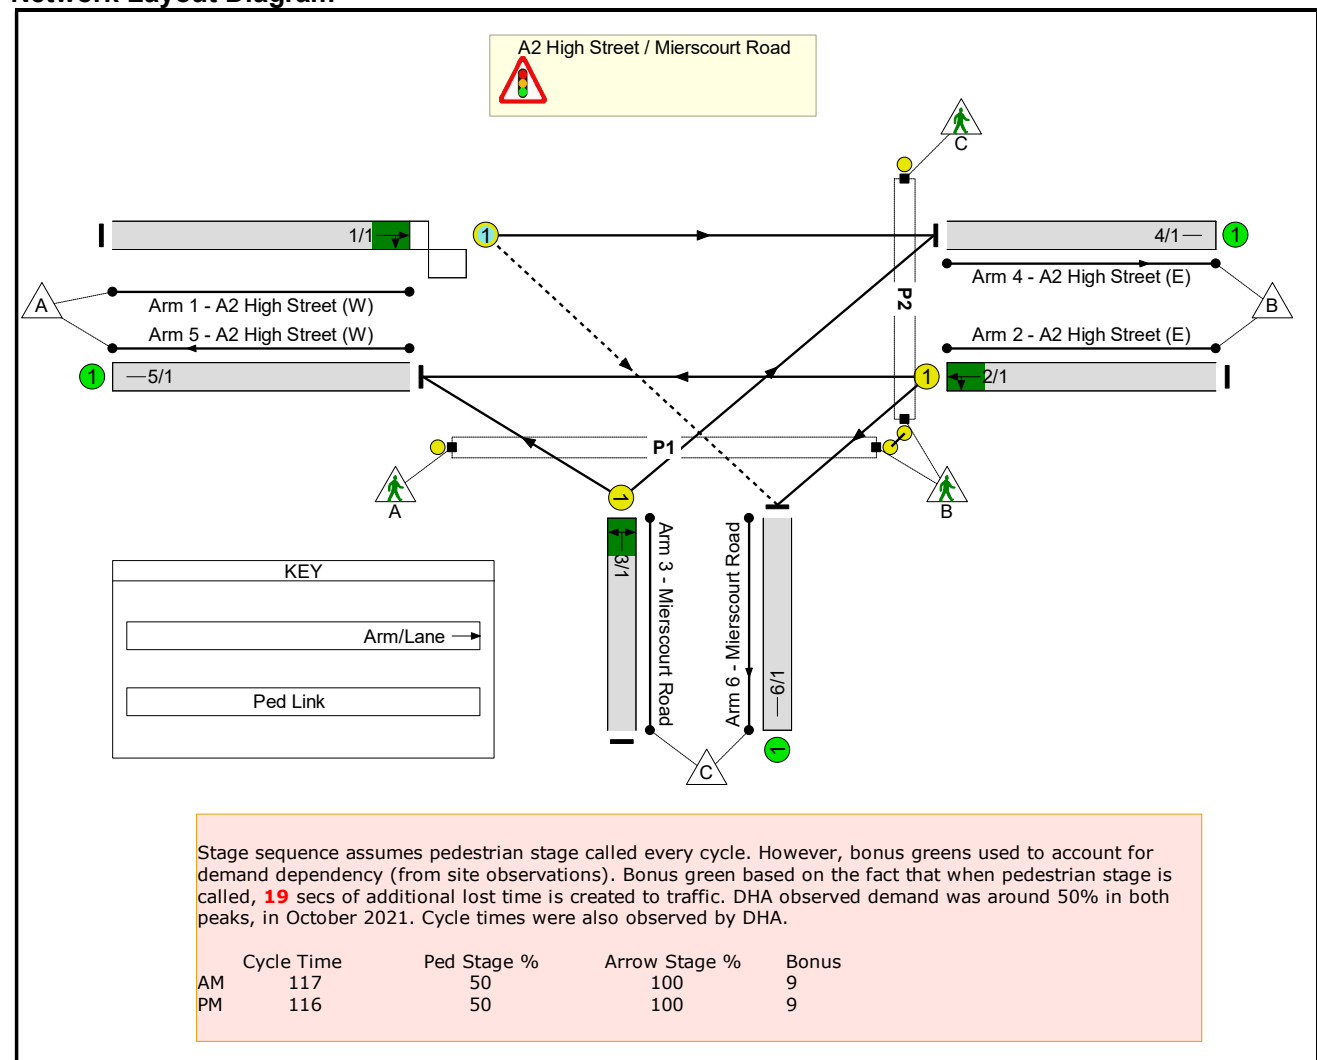 Network Layout Diagram
A2 High Street / Mierscourt Road
C
1/1
1
4/1
1
Arm 4 - A2 High Street (E)
A
Arm 1 - A2 High Street (W)
P2
B
Arm 5 - A2 High Street (W)
Arm 2 - A2 High Street (E)
1
5/1
1
2/1
P1
A
B
1
3/1
Arm 3 - Mierscourt Road
Arm 6 - Mierscourt Road
6/1
1
C
KEY
Arm/Lane
Ped Link
Stage sequence assumes pedestrian stage called every cycle. However, bonus greens used to account for
demand dependency (from site observations). Bonus green based on the fact that when pedestrian stage is
called, 19 secs of additional lost time is created to traffic. DHA observed demand was around 50% in both
peaks, in October 2021. Cycle times were also observed by DHA.
Cycle Time Ped Stage % Arrow Stage % Bonus
AM 117 50 100 9
PM 116 50 100 9